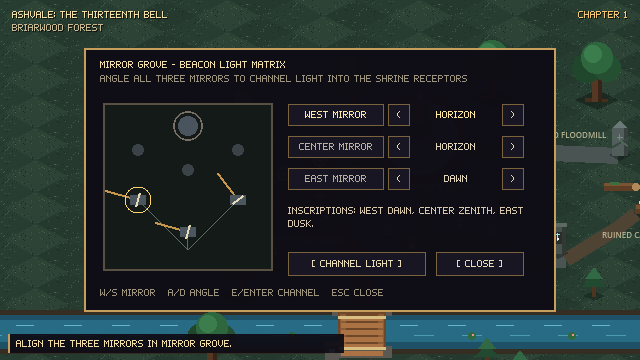 ASHVALE: THE THIRTEENTH BELL
CHAPTER 1
BRIARWOOD FOREST
MIRROR GROVE - BEACON LIGHT MATRIX
ANGLE ALL THREE MIRRORS TO CHANNEL LIGHT INTO THE SHRINE RECEPTORS
WEST MIRROR < HORIZON >
CENTER MIRROR < HORIZON >
EAST MIRROR < DAWN >
INSCRIPTIONS: WEST DAWN, CENTER ZENITH, EAST
DUSK.
[ CHANNEL LIGHT ] [ CLOSE ]
W/S MIRROR A/D ANGLE E/ENTER CHANNEL ESC CLOSE
FLOODMILL
RUINED
ALIGN THE THREE MIRRORS IN MIRROR GROVE.